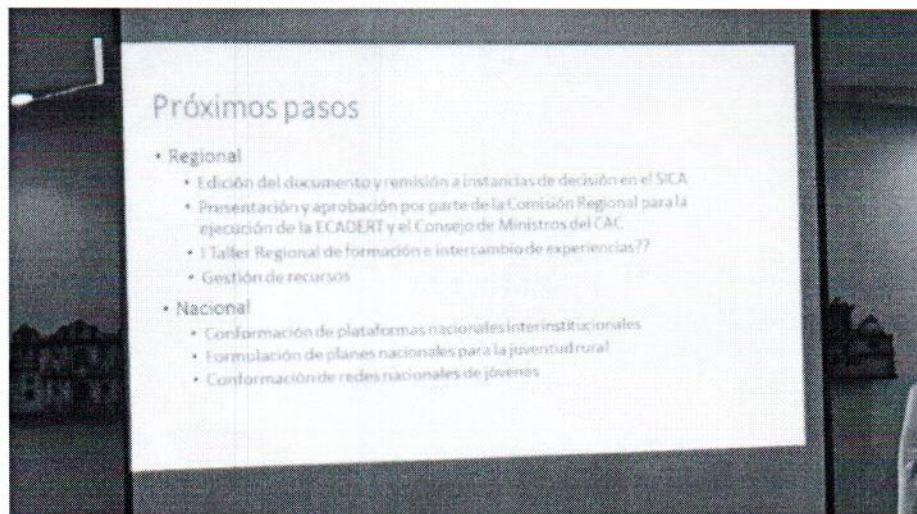 Próximos pasos
• Regional
• Edición del documento y remisión a instancias de decisión en el SICA
• Presentación y aprobación por parte de la Comisión Regional para la
ejecución de la ECADERT y el Consejo de Ministros del CAC
• I Taller Regional de formación e intercambio de experiencias??
• Gestión de recursos
• Nacional
• Conformación de plataformas nacionales interinstitucionales
• Formulación de planes nacionales para la juventud rural
• Conformación de redes nacionales de jóvenes